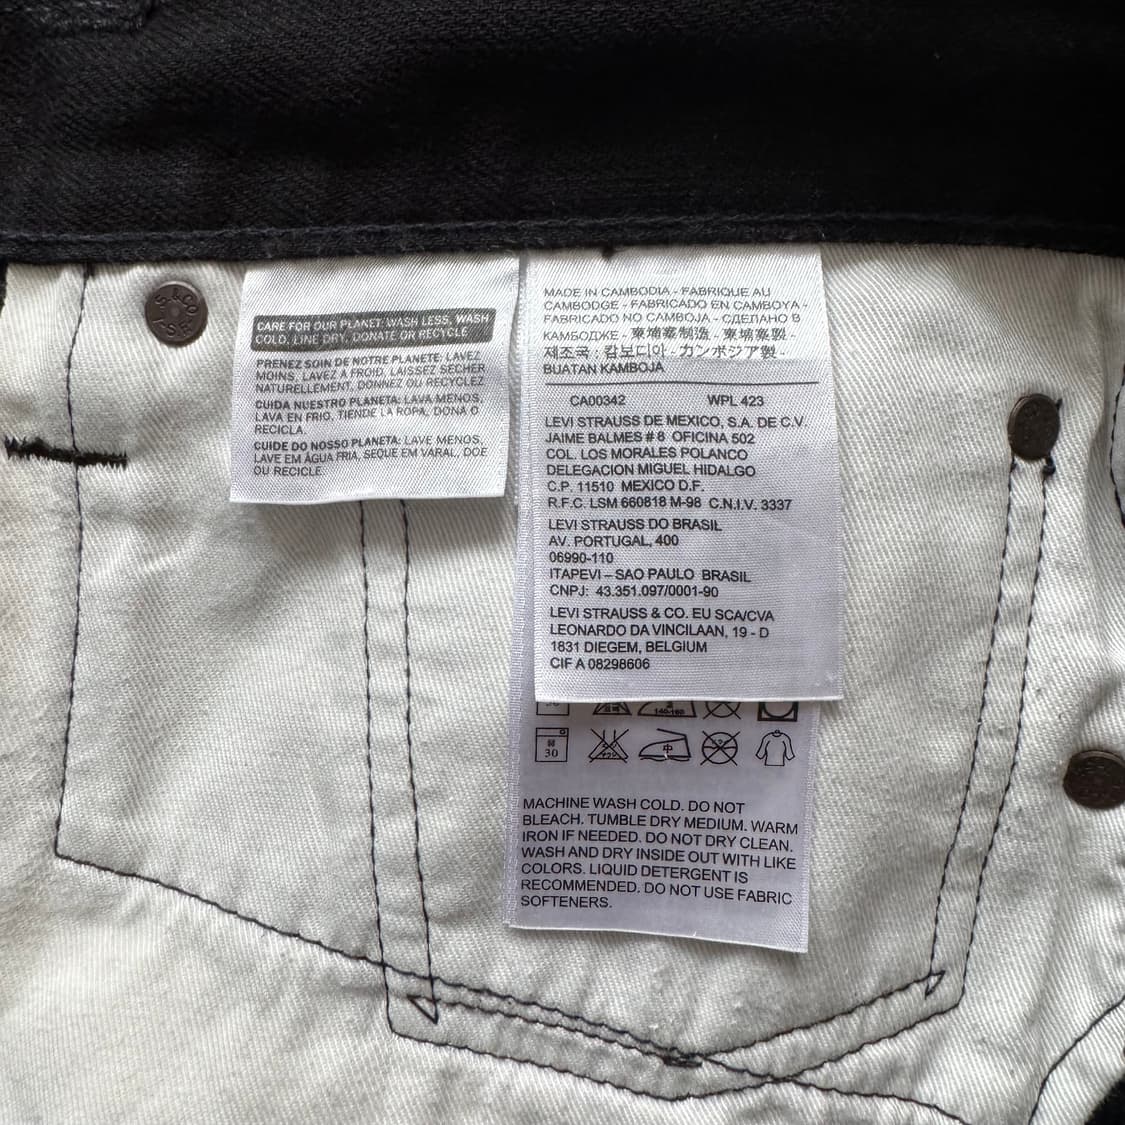 S.&CO
L.S.
CARE FOR OUR PLANET: WASH LESS, WASH
COLD, LINE DRY, DONATE OR RECYCLE
PRENEZ SOIN DE NOTRE PLANETE: LAVEZ
MOINS, LAVEZ A FROID, LAISSEZ SECHER
NATURELLEMENT, DONNEZ OU RECYCLEZ
CUIDA NUESTRO PLANETA: LAVA MENOS,
LAVA EN FRIO, TIENDE LA ROPA, DONA O
RECICLA.
CUIDE DO NOSSO PLANETA: LAVE MENOS,
LAVE EM ÁGUA FRIA, SEQUE EM VARAL, DOE
OU RECICLE.
MADE IN CAMBODIA - FABRIQUE AU
CAMBODGE - FABRICADO EN CAMBOYA -
FABRICADO NO CAMBOJA - СДЕЛАНО В
КАМБОДЖЕ - 柬埔寨制造 - 柬埔寨製 -
제조국 : 캄보디아 - カンボジア製 -
BUATAN KAMBOJA
CA00342 WPL 423
LEVI STRAUSS DE MEXICO, S.A. DE C.V.
JAIME BALMES # 8 OFICINA 502
COL. LOS MORALES POLANCO
DELEGACION MIGUEL HIDALGO
C.P. 11510 MEXICO D.F.
R.F.C. LSM 660818 M-98 C.N.I.V. 3337
LEVI STRAUSS DO BRASIL
AV. PORTUGAL, 400
06990-110
ITAPEVI – SAO PAULO BRASIL
CNPJ: 43.351.097/0001-90
LEVI STRAUSS & CO. EU SCA/CVA
LEONARDO DA VINCILAAN, 19 - D
1831 DIEGEM, BELGIUM
CIF A 08298606
140-160
30 中
MACHINE WASH COLD. DO NOT
BLEACH. TUMBLE DRY MEDIUM. WARM
IRON IF NEEDED. DO NOT DRY CLEAN.
WASH AND DRY INSIDE OUT WITH LIKE
COLORS. LIQUID DETERGENT IS
RECOMMENDED. DO NOT USE FABRIC
SOFTENERS.